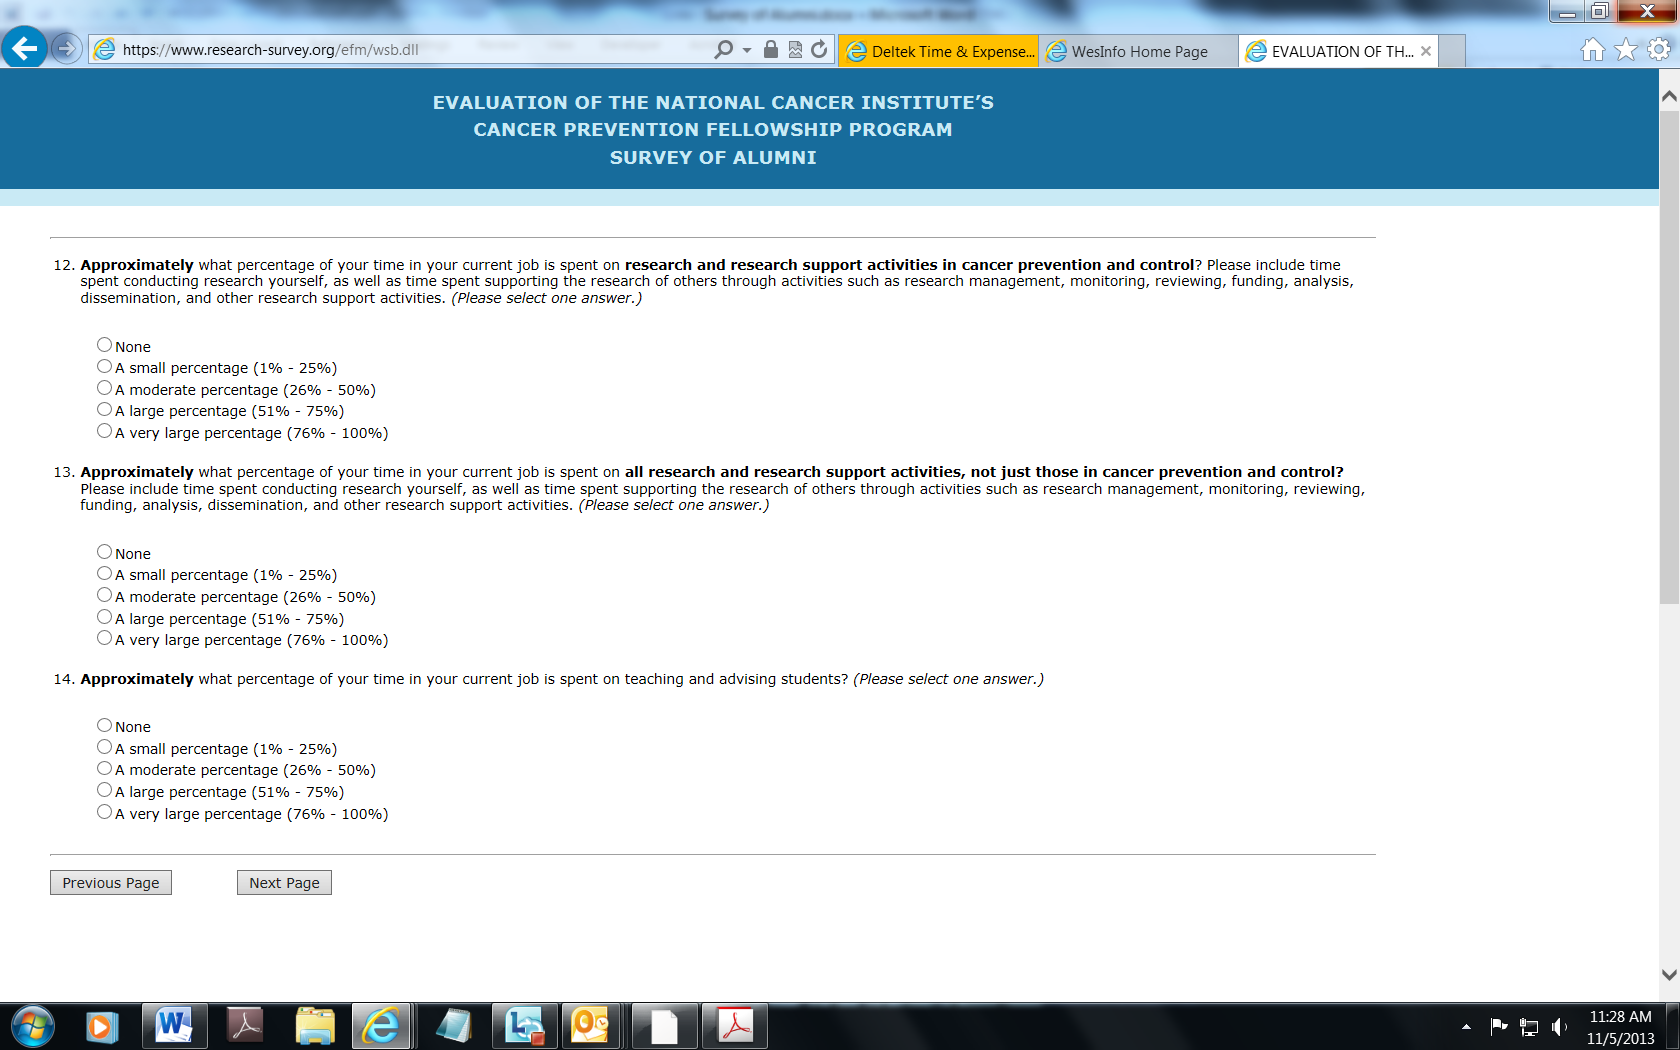 https://www.research-survey.org/efm/wsb.dll
Deltek Time & Expense...
WesInfo Home Page
EVALUATION OF TH...
EVALUATION OF THE NATIONAL CANCER INSTITUTE’S
CANCER PREVENTION FELLOWSHIP PROGRAM
SURVEY OF ALUMNI
12. Approximately what percentage of your time in your current job is spent on research and research support activities in cancer prevention and control? Please include time
spent conducting research yourself, as well as time spent supporting the research of others through activities such as research management, monitoring, reviewing, funding, analysis,
dissemination, and other research support activities. (Please select one answer.)
None
A small percentage (1% - 25%)
A moderate percentage (26% - 50%)
A large percentage (51% - 75%)
A very large percentage (76% - 100%)
13. Approximately what percentage of your time in your current job is spent on all research and research support activities, not just those in cancer prevention and control?
Please include time spent conducting research yourself, as well as time spent supporting the research of others through activities such as research management, monitoring, reviewing,
funding, analysis, dissemination, and other research support activities. (Please select one answer.)
None
A small percentage (1% - 25%)
A moderate percentage (26% - 50%)
A large percentage (51% - 75%)
A very large percentage (76% - 100%)
14. Approximately what percentage of your time in your current job is spent on teaching and advising students? (Please select one answer.)
None
A small percentage (1% - 25%)
A moderate percentage (26% - 50%)
A large percentage (51% - 75%)
A very large percentage (76% - 100%)
Previous Page
Next Page
11:28 AM
11/5/2013